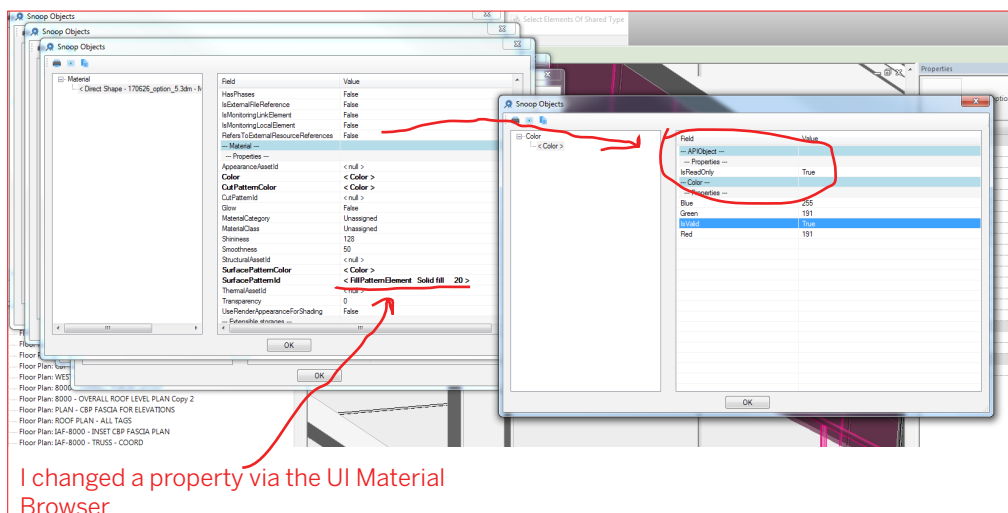 Snoop Objects
Select Elements Of Shared Type
Snoop Objects
Snoop Objects
Properties
Material
< Direct Shape - 170626_option_5.3dm - M
Field Value
HasPhases False
IsExternalFileReference False
IsMonitoringLinkElement False
IsMonitoringLocalElement False
RefersToExternalResourceReferences False
--- Material ---
--- Properties ---
AppearanceAssetId < null >
Color < Color >
CutPatternColor < Color >
CutPatternId < null >
Glow False
MaterialCategory Unassigned
MaterialClass Unassigned
Shininess 128
Smoothness 50
StructuralAssetId < null >
SurfacePatternColor < Color >
SurfacePatternId < FillPatternElement Solid fill 20 >
ThermalAssetId < null >
Transparency 0
UseRenderAppearanceForShading False
--- Extensible storages ---
OK
OK
Snoop Objects
Color
< Color >
Field Value
--- APIObject ---
--- Properties ---
IsReadOnly True
--- Color ---
--- Properties ---
Blue 255
Green 191
IsValid True
Red 191
OK
Floor Plan: WES
Floor Plan: 8000
Floor Plan: 8000 - OVERALL ROOF LEVEL PLAN Copy 2
Floor Plan: PLAN - CBP FASCIA FOR ELEVATIONS
Floor Plan: ROOF PLAN - ALL TAGS
Floor Plan: IAF-8000 - INSET CBP FASCIA PLAN
Floor Plan: IAF-8000 - TRUSS - COORD
I changed a property via the UI Material
Browser